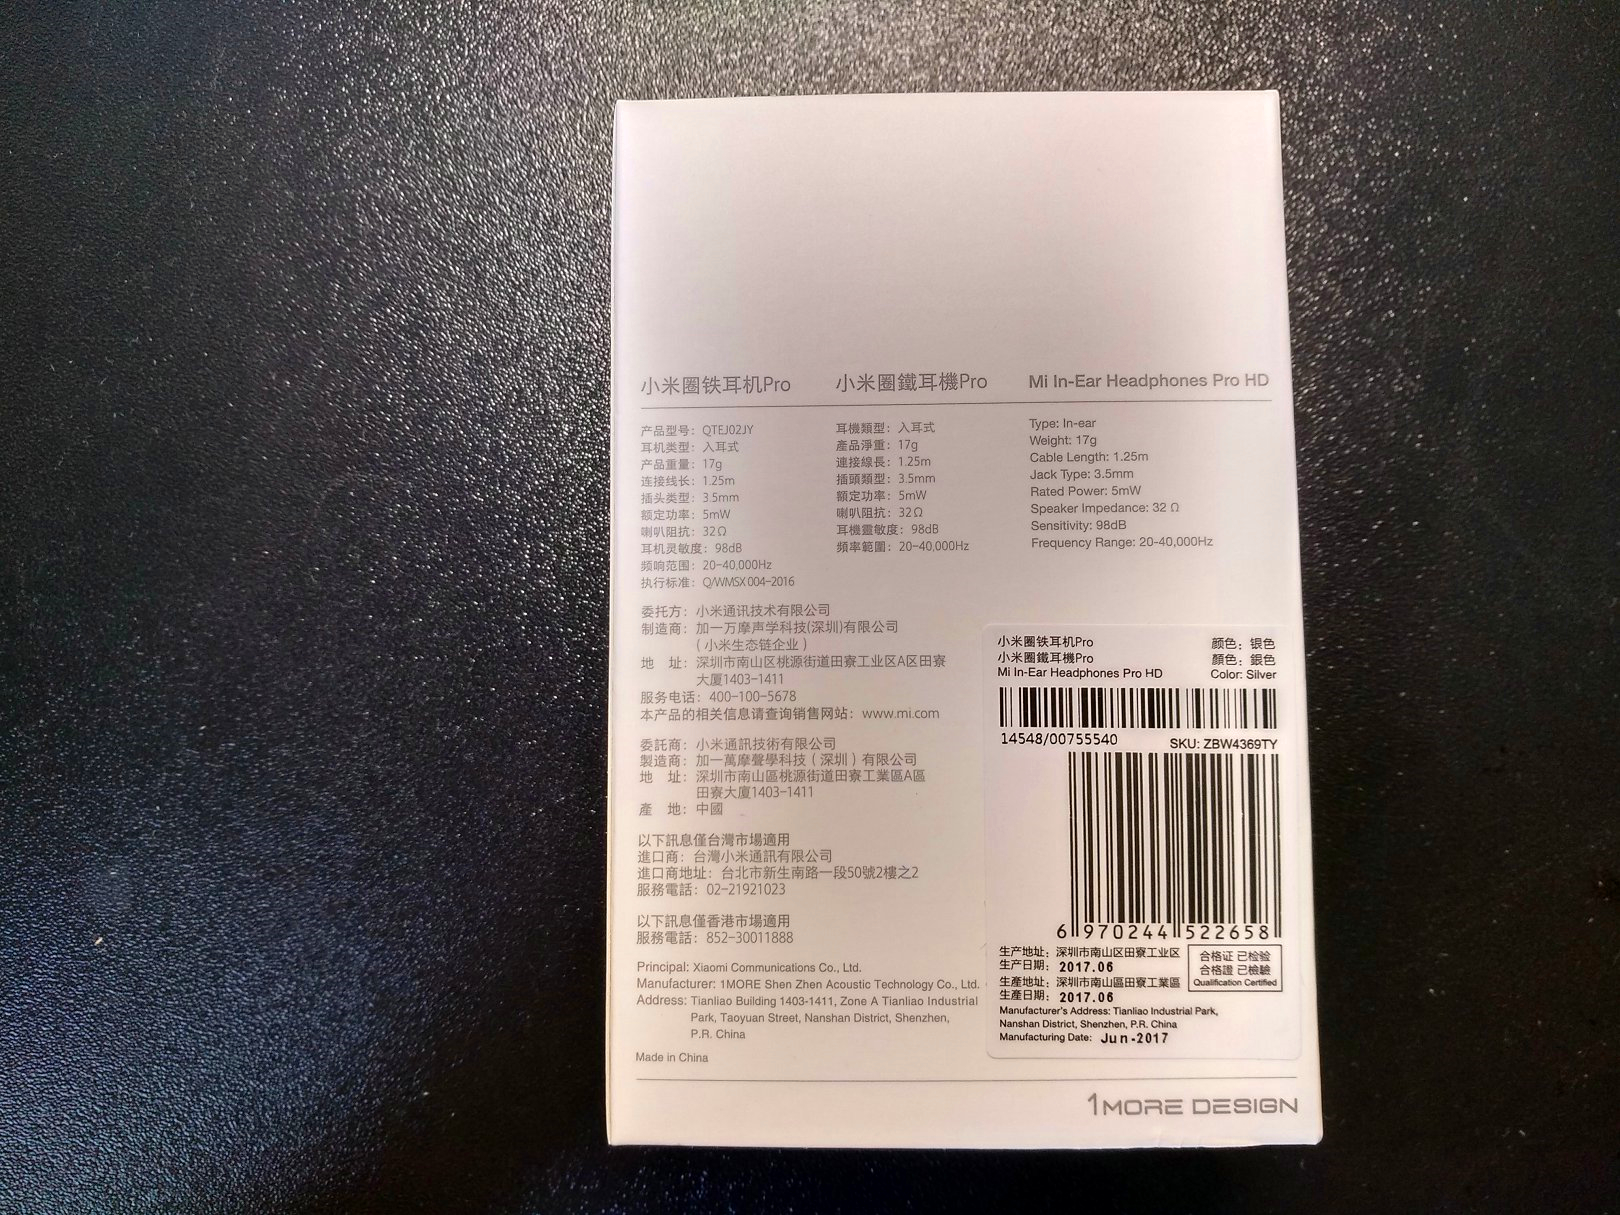 小米圈铁耳机Pro
小米圈鐵耳機Pro
Mi In-Ear Headphones Pro HD
产品型号：QTEJ02JY
耳机类型：入耳式
产品重量：17g
连接线长：1.25m
插头类型：3.5mm
额定功率：5mW
喇叭阻抗：32Ω
耳机灵敏度：98dB
频响范围：20-40,000Hz
执行标准：Q/WMSX 004-2016
耳機類型：入耳式
產品淨重：17g
連接線長：1.25m
插頭類型：3.5mm
額定功率：5mW
喇叭阻抗：32Ω
耳機靈敏度：98dB
頻率範圍：20-40,000Hz
Type: In-ear
Weight: 17g
Cable Length: 1.25m
Jack Type: 3.5mm
Rated Power: 5mW
Speaker Impedance: 32 Ω
Sensitivity: 98dB
Frequency Range: 20-40,000Hz
委托方：小米通讯技术有限公司
制造商：加一万摩声学科技(深圳)有限公司
（小米生态链企业）
地 址：深圳市南山区桃源街道田寮工业区A区田寮
大厦1403-1411
服务电话：400-100-5678
本产品的相关信息请查询销售网站：www.mi.com
委託商：小米通訊技術有限公司
製造商：加一萬摩聲學科技（深圳）有限公司
地 址：深圳市南山區桃源街道田寮工業區A區
田寮大廈1403-1411
產 地：中國
以下訊息僅台灣市場適用
進口商：台灣小米通訊有限公司
進口商地址：台北市新生南路一段50號2樓之2
服務電話：02-21921023
以下訊息僅香港市場適用
服務電話：852-30011888
Principal: Xiaomi Communications Co., Ltd.
Manufacturer: 1MORE Shen Zhen Acoustic Technology Co., Ltd.
Address: Tianliao Building 1403-1411, Zone A Tianliao Industrial
Park, Taoyuan Street, Nanshan District, Shenzhen,
P.R. China
Made in China
小米圈铁耳机Pro 颜色：银色
小米圈鐵耳機Pro 顏色：銀色
Mi In-Ear Headphones Pro HD Color: Silver
14548/00755540
SKU: ZBW4369TY
6 970244 522658
生产地址：深圳市南山区田寮工业区
生产日期：2017.06
生產地址：深圳市南山區田寮工業區
生產日期：2017.06
合格证 已检验
合格證 已檢驗
Qualification Certified
Manufacturer's Address: Tianliao Industrial Park,
Nanshan District, Shenzhen, P.R. China
Manufacturing Date: Jun-2017
1MORE DESIGN